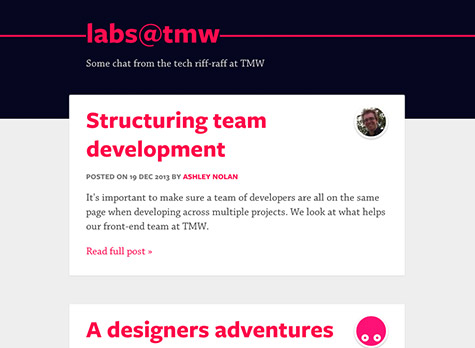 labs@tmw
Some chat from the tech riff-raff at TMW
Structuring team
development
POSTED ON 19 DEC 2013 BY ASHLEY NOLAN
It's important to make sure a team of developers are all on the same
page when developing across multiple projects. We look at what helps
our front-end team at TMW.
Read full post »
A designers adventures